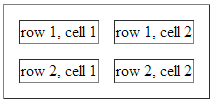 row 1, cell 1 row 1, cell 2
row 2, cell 1 row 2, cell 2